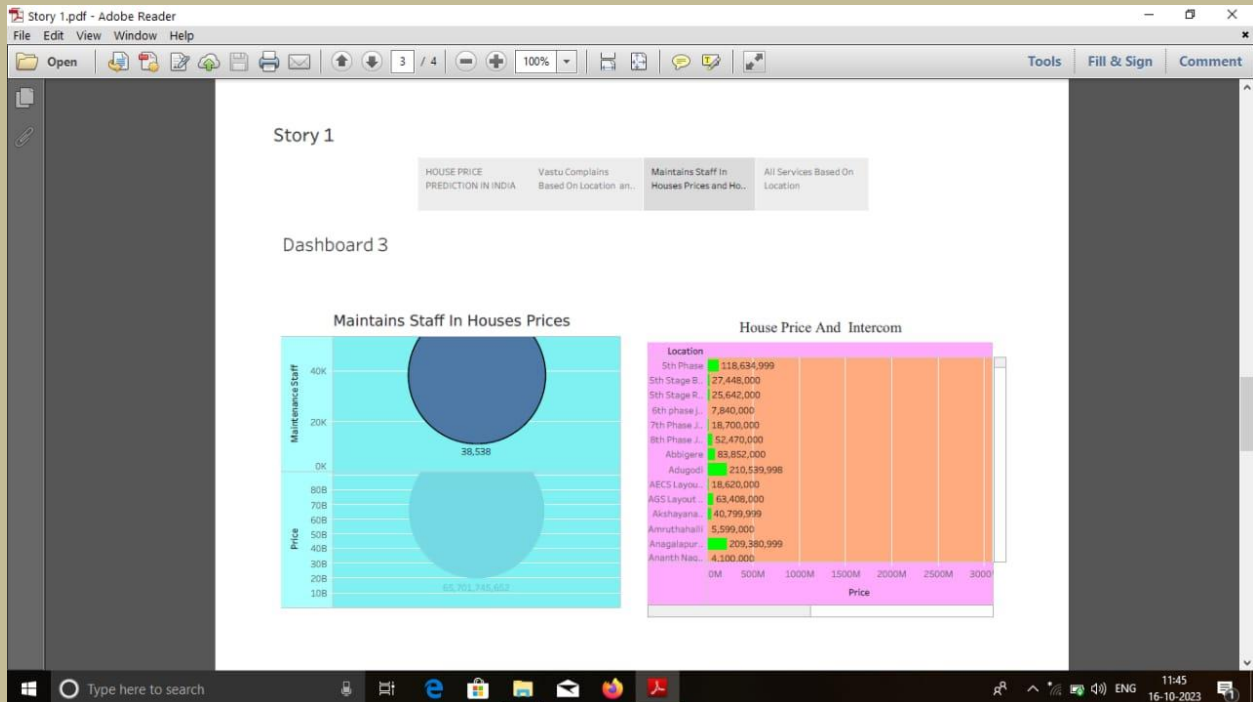 Story 1.pdf - Adobe Reader
File Edit View Window Help
Open 3 / 4 100% Tools Fill & Sign Comment
Story 1
HOUSE PRICE
PREDICTION IN INDIA
Vastu Complains
Based On Location an..
Maintains Staff In
Houses Prices and Ho..
All Services Based On
Location
Dashboard 3
Maintains Staff In Houses Prices
Maintenance Staff
40K
20K
0K
38,538
Price
80B
70B
60B
50B
40B
30B
20B
10B
65,701,745,652
House Price And Intercom
Location
5th Phase 118,634,999
5th Stage B.. 27,448,000
5th Stage R.. 25,642,000
6th phase j.. 7,840,000
7th Phase J.. 18,700,000
8th Phase J.. 52,470,000
Abbigere 83,852,000
Adugodi 210,539,998
AECS Layou.. 18,620,000
AGS Layout .. 63,408,000
Akshayana.. 40,799,999
Amruthahalli 5,599,000
Anagalapur.. 209,380,999
Ananth Nag.. 4,100,000
0M 500M 1000M 1500M 2000M 2500M 3000
Price
Type here to search ENG 11:45
16-10-2023